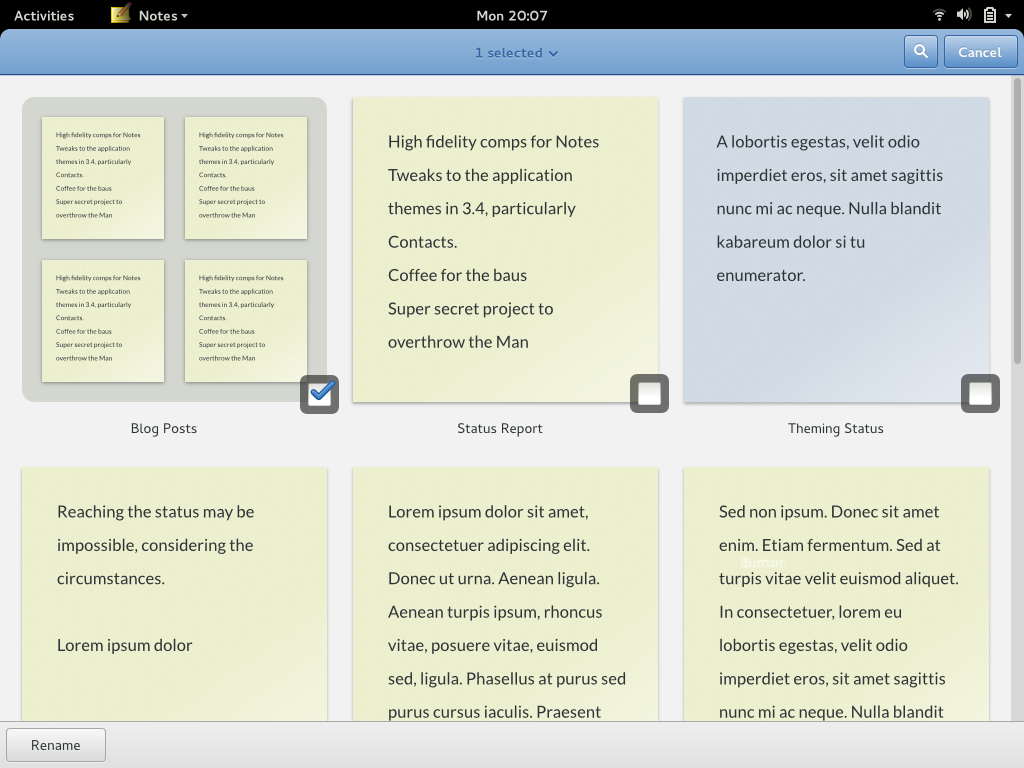 Activities
Notes
Mon 20:07
1 selected
Cancel
High fidelity comps for Notes
Tweaks to the application
themes in 3.4, particularly
Contacts.
Coffee for the baus
Super secret project to
overthrow the Man
High fidelity comps for Notes
Tweaks to the application
themes in 3.4, particularly
Contacts.
Coffee for the baus
Super secret project to
overthrow the Man
High fidelity comps for Notes
Tweaks to the application
themes in 3.4, particularly
Contacts.
Coffee for the baus
Super secret project to
overthrow the Man
High fidelity comps for Notes
Tweaks to the application
themes in 3.4, particularly
Contacts.
Coffee for the baus
Super secret project to
overthrow the Man
Blog Posts
High fidelity comps for Notes
Tweaks to the application
themes in 3.4, particularly
Contacts.
Coffee for the baus
Super secret project to
overthrow the Man
Status Report
A lobortis egestas, velit odio
imperdiet eros, sit amet sagittis
nunc mi ac neque. Nulla blandit
kabareum dolor si tu
enumerator.
Theming Status
Reaching the status may be
impossible, considering the
circumstances.
Lorem ipsum dolor
Lorem ipsum dolor sit amet,
consectetuer adipiscing elit.
Donec ut urna. Aenean ligula.
Aenean turpis ipsum, rhoncus
vitae, posuere vitae, euismod
sed, ligula. Phasellus at purus sed
purus cursus iaculis. Praesent
Sed non ipsum. Donec sit amet
enim. Etiam fermentum. Sed at
Button
turpis vitae velit euismod aliquet.
In consectetuer, lorem eu
lobortis egestas, velit odio
imperdiet eros, sit amet sagittis
nunc mi ac neque. Nulla blandit
Rename